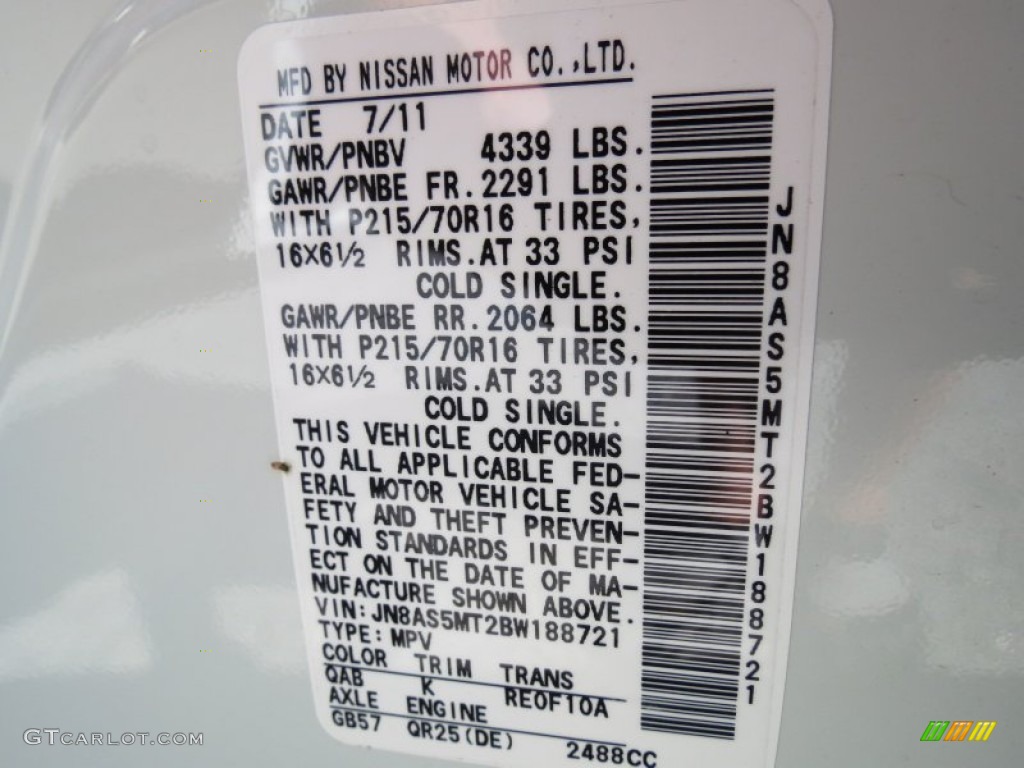 MFD BY NISSAN MOTOR CO.,LTD.
DATE 7/11
GVWR/PNBV 4339 LBS.
GAWR/PNBE FR. 2291 LBS.
WITH P215/70R16 TIRES,
16X6½ RIMS.AT 33 PSI
COLD SINGLE.
GAWR/PNBE RR. 2064 LBS.
WITH P215/70R16 TIRES,
16X6½ RIMS.AT 33 PSI
COLD SINGLE.
THIS VEHICLE CONFORMS
TO ALL APPLICABLE FED-
ERAL MOTOR VEHICLE SA-
FETY AND THEFT PREVEN-
TION STANDARDS IN EFF-
ECT ON THE DATE OF MA-
NUFACTURE SHOWN ABOVE.
VIN:JN8AS5MT2BW188721
TYPE:MPV
COLOR TRIM TRANS
QAB K RE0F10A
AXLE ENGINE
GB57 QR25(DE) 2488CC
JN8AS5MT2BW188721
GTCARLOT.COM